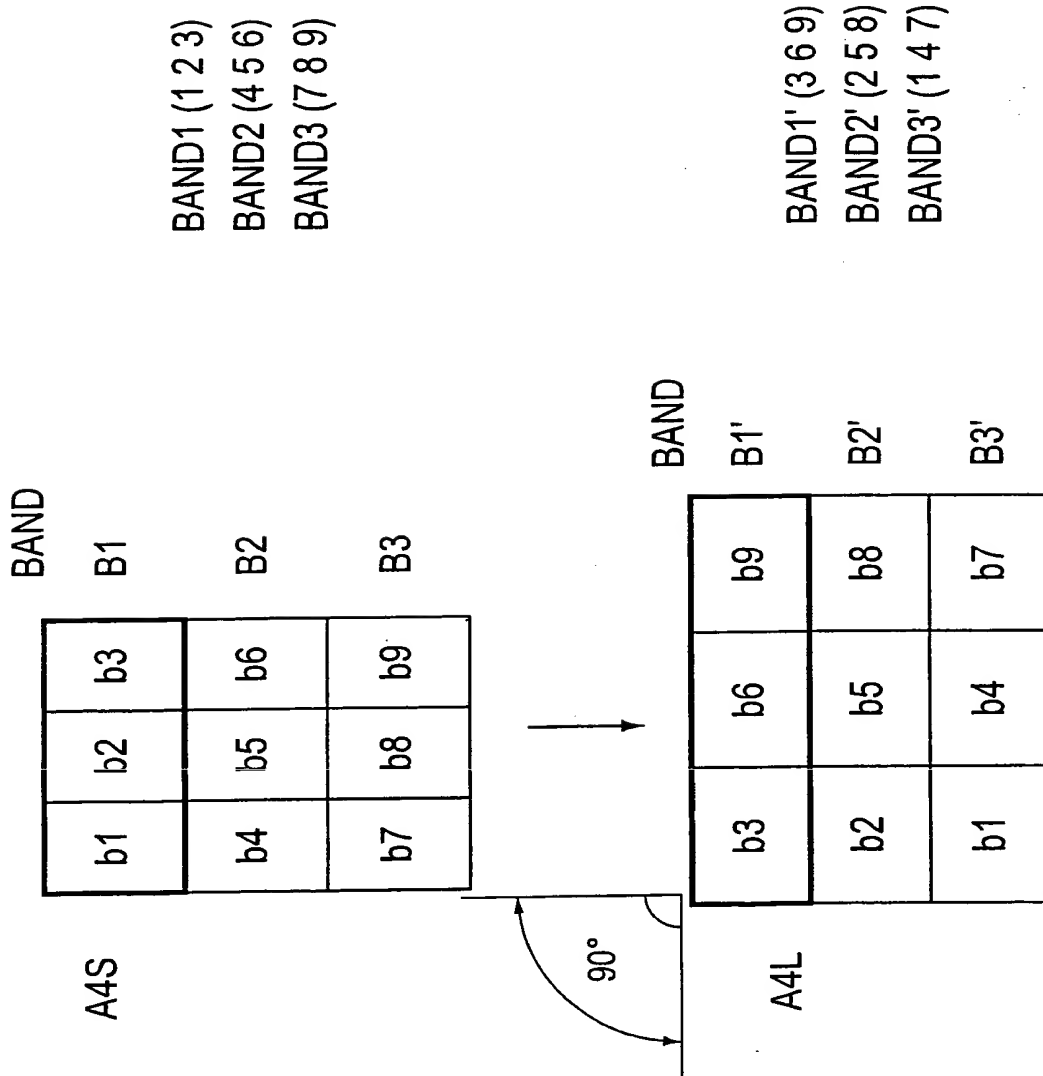 BAND
A4S
b1 b2 b3 B1
b4 b5 b6 B2
b7 b8 b9 B3
BAND1 (1 2 3)
BAND2 (4 5 6)
BAND3 (7 8 9)
90°
BAND
A4L
b3 b6 b9 B1'
b2 b5 b8 B2'
b1 b4 b7 B3'
BAND1' (3 6 9)
BAND2' (2 5 8)
BAND3' (1 4 7)